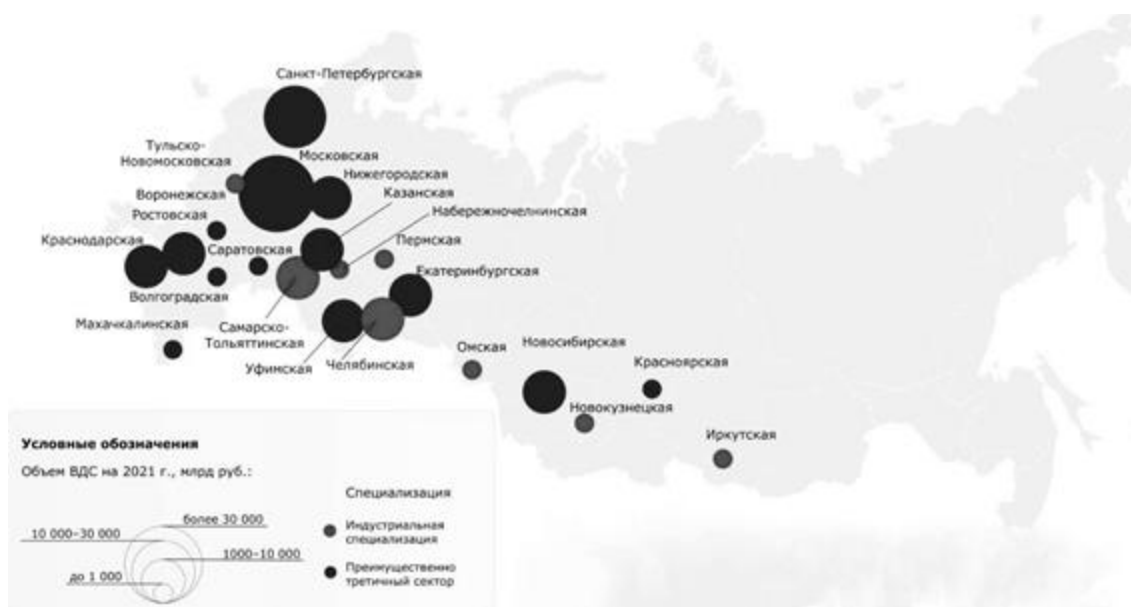 Санкт-Петербургская
Тульско-
Новомосковская
Московская
Нижегородская
Казанская
Воронежская
Набережночелнинская
Ростовская
Пермская
Краснодарская
Саратовская
Екатеринбургская
Волгоградская
Махачкалинская
Самарско-
Тольяттинская
Уфимская
Челябинская
Омская
Новосибирская
Красноярская
Новокузнецкая
Иркутская
Условные обозначения
Объем ВДС на 2021 г., млрд руб.:
более 30 000
10 000–30 000
1000–10 000
до 1 000
Специализация
Индустриальная
специализация
Преимущественно
третичный сектор